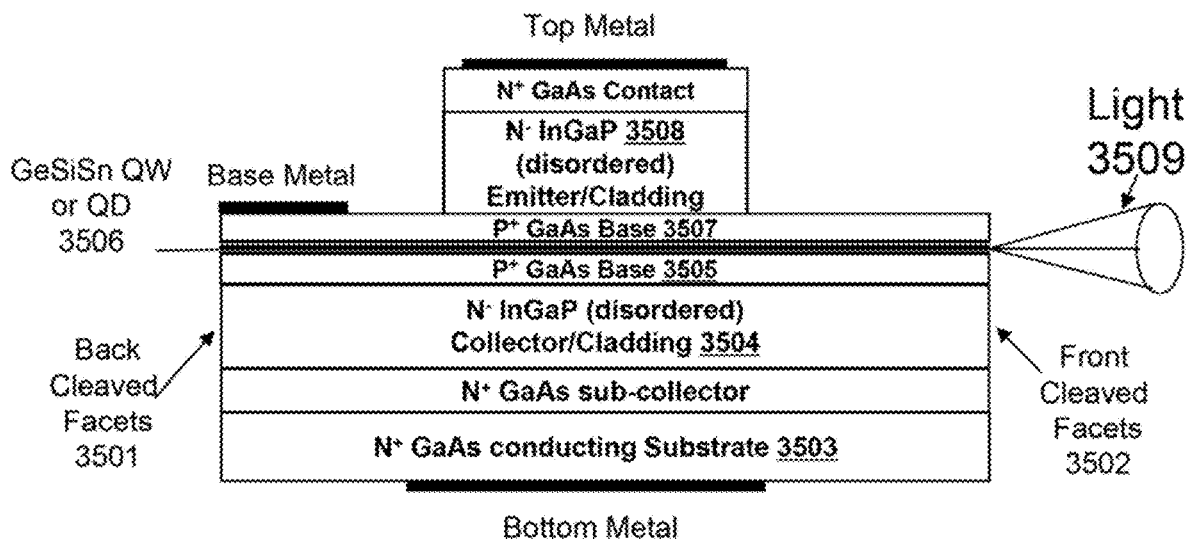 Top Metal
N⁺ GaAs Contact
N⁻ InGaP 3508
(disordered)
Emitter/Cladding
Light
3509
GeSiSn QW
or QD
3506
Base Metal
P⁺ GaAs Base 3507
P⁺ GaAs Base 3505
N⁻ InGaP (disordered)
Collector/Cladding 3504
Back
Cleaved
Facets
3501
Front
Cleaved
Facets
3502
N⁺ GaAs sub-collector
N⁺ GaAs conducting Substrate 3503
Bottom Metal